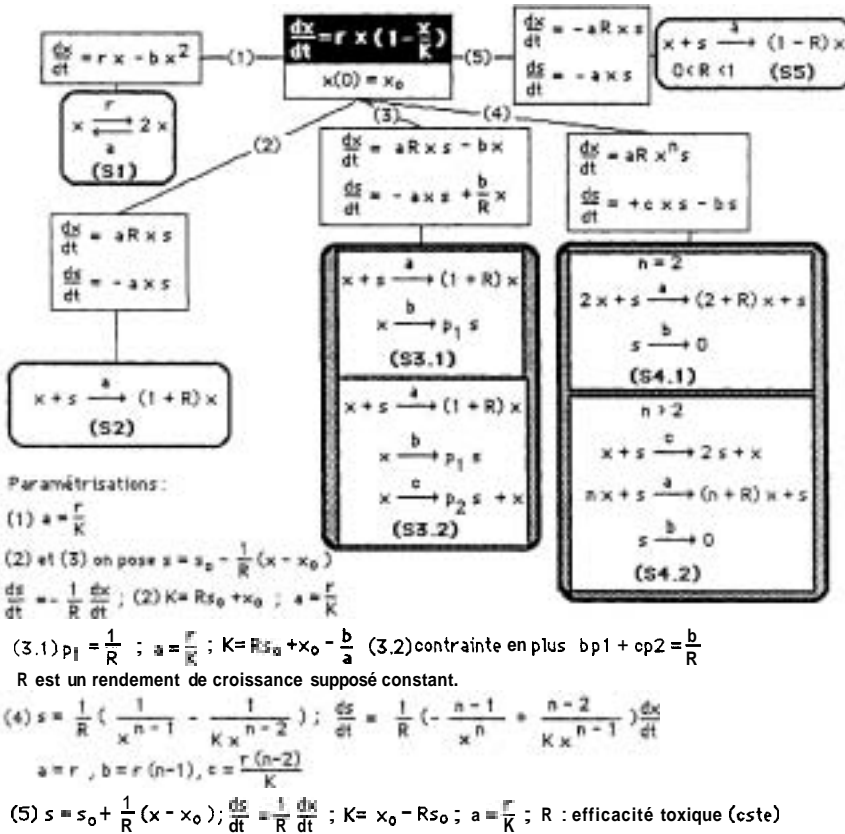 dx/dt = r x (1 - x/K)
x(0) = x₀
(1)
dx/dt = r x - b x²
x ⇄ 2 x
r
a
(S1)
(5)
dx/dt = - aR x s
ds/dt = - a x s
x + s —a→ (1 - R) x
0 < R < 1 (S5)
(2)
dx/dt = aR x s
ds/dt = - a x s
x + s —a→ (1 + R) x
(S2)
(3)
dx/dt = aR x s - b x
ds/dt = - a x s + b/R x
x + s —a→ (1 + R) x
x —b→ p₁ s
(S3.1)
x + s —a→ (1 + R) x
x —b→ p₁ s
x —c→ p₂ s + x
(S3.2)
(4)
dx/dt = aR xⁿ s
ds/dt = + c x s - b s
n = 2
2 x + s —a→ (2 + R) x + s
s —b→ 0
(S4.1)
n > 2
x + s —c→ 2 s + x
n x + s —a→ (n + R) x + s
s —b→ 0
(S4.2)
Paramétrisations :
(1) a = r/K
(2) et (3) on pose s = s₀ - 1/R (x - x₀)
ds/dt = - 1/R dx/dt ; (2) K= Rs₀ + x₀ ; a = r/K
(3.1) p₁ = 1/R ; a = r/K ; K= Rs₀ + x₀ - b/a (3.2) contrainte en plus bp1 + cp2 = b/R
R est un rendement de croissance supposé constant.
(4) s = 1/R ( 1/xⁿ⁻¹ - 1/K xⁿ⁻² ) ; ds/dt = 1/R (- n-1/xⁿ + n-2/K xⁿ⁻¹ ) dx/dt
a = r , b = r (n-1), c = r (n-2)/K
(5) s = s₀ + 1/R (x - x₀) ; ds/dt = 1/R dx/dt ; K= x₀ - Rs₀ ; a = r/K ; R : efficacité toxique (cste)